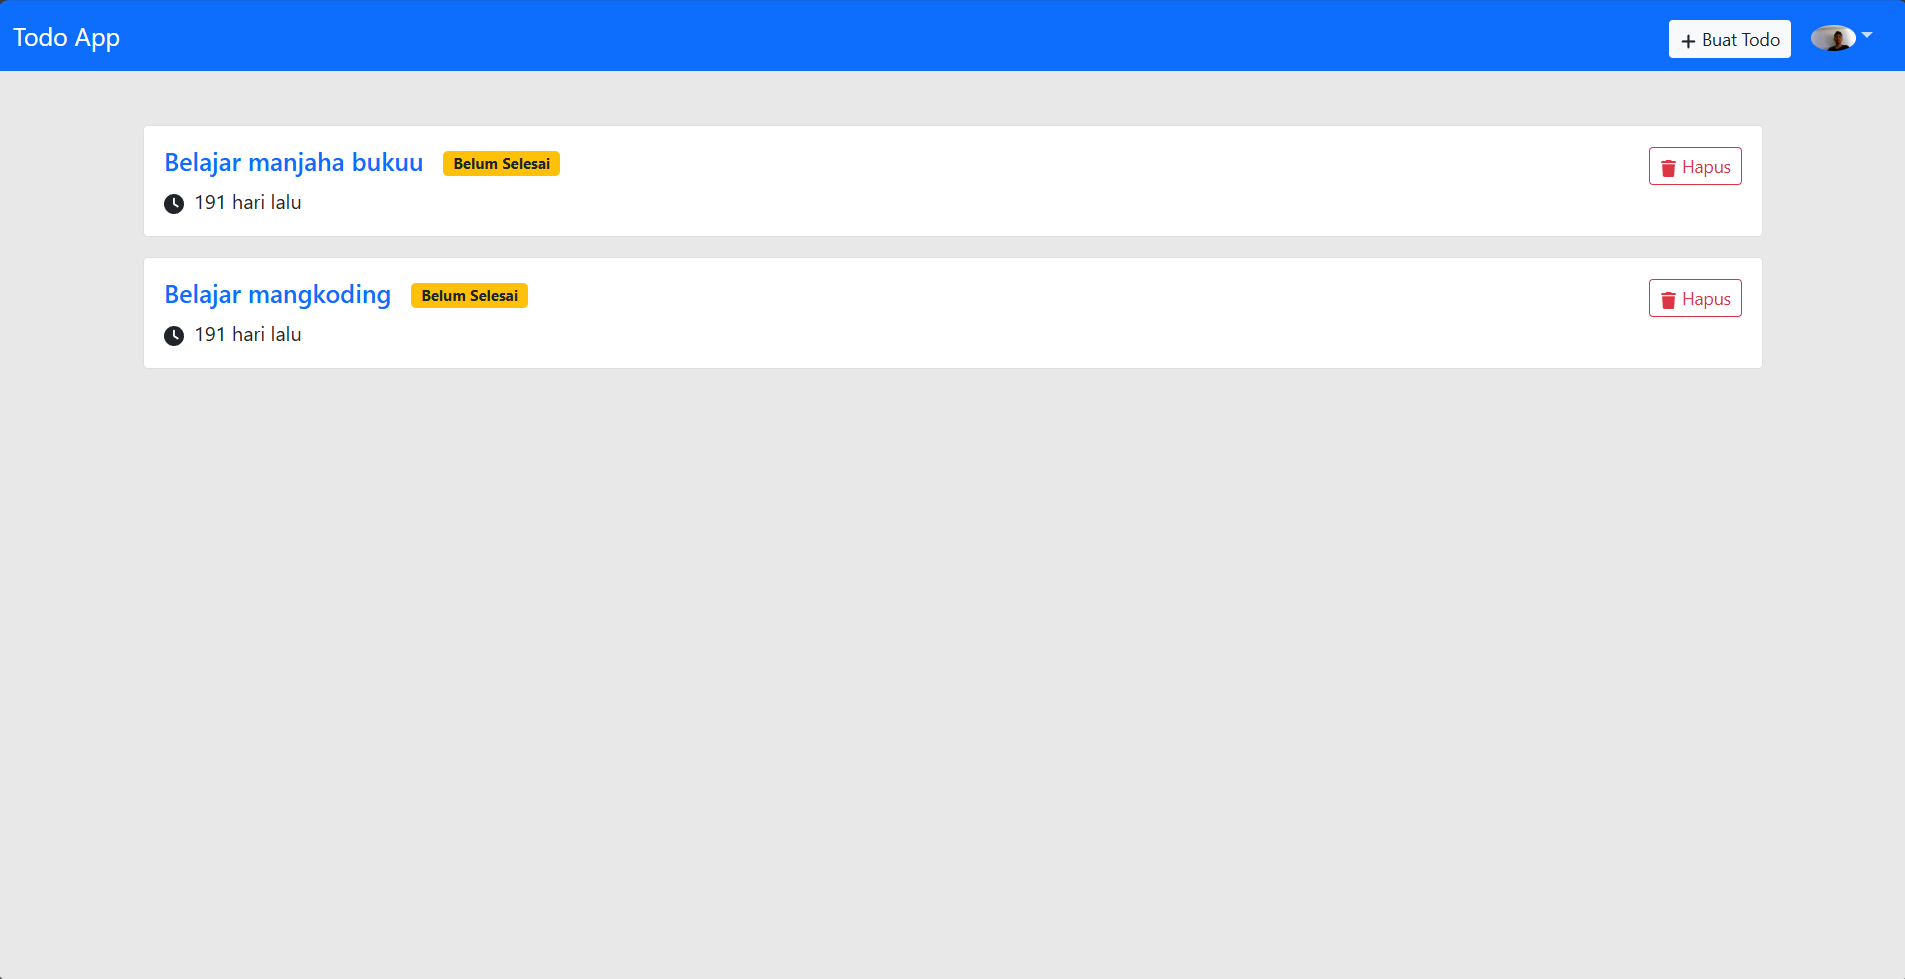 Todo App
Buat Todo
Belajar manjaha bukuu Belum Selesai
Hapus
191 hari lalu
Belajar mangkoding Belum Selesai
Hapus
191 hari lalu